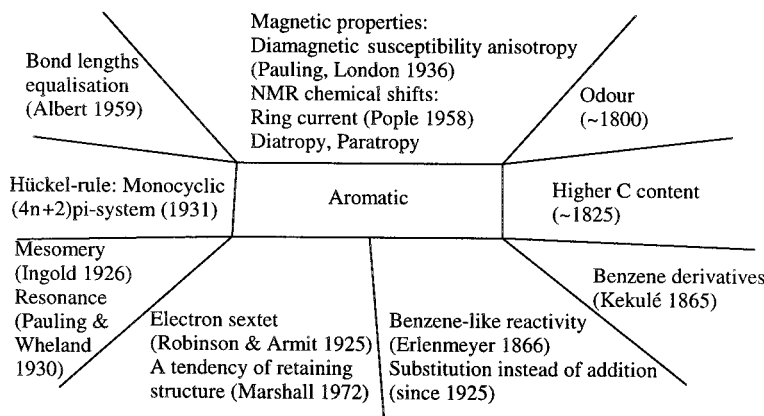 Magnetic properties:
Diamagnetic susceptibility anisotropy
(Pauling, London 1936)
NMR chemical shifts:
Ring current (Pople 1958)
Diatropy, Paratropy
Bond lengths
equalisation
(Albert 1959)
Odour
(~1800)
Hückel-rule: Monocyclic
(4n+2)pi-system (1931)
Aromatic
Higher C content
(~1825)
Mesomery
(Ingold 1926)
Resonance
(Pauling &
Wheland
1930)
Electron sextet
(Robinson & Armit 1925)
A tendency of retaining
structure (Marshall 1972)
Benzene-like reactivity
(Erlenmeyer 1866)
Substitution instead of addition
(since 1925)
Benzene derivatives
(Kekulé 1865)